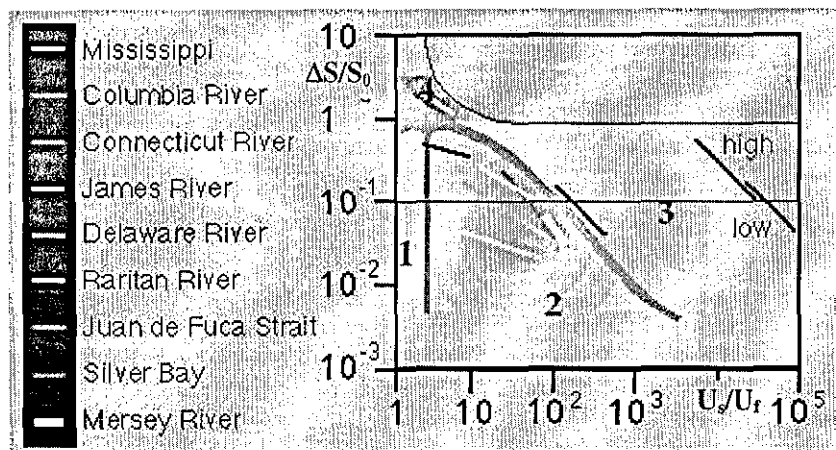 Mississippi
Columbia River
Connecticut River
James River
Delaware River
Raritan River
Juan de Fuca Strait
Silver Bay
Mersey River
10
ΔS/S₀
1
10⁻¹
10⁻²
10⁻³
4
high
3
low
1
2
1 10 10² 10³ Uₛ/U_f 10⁵